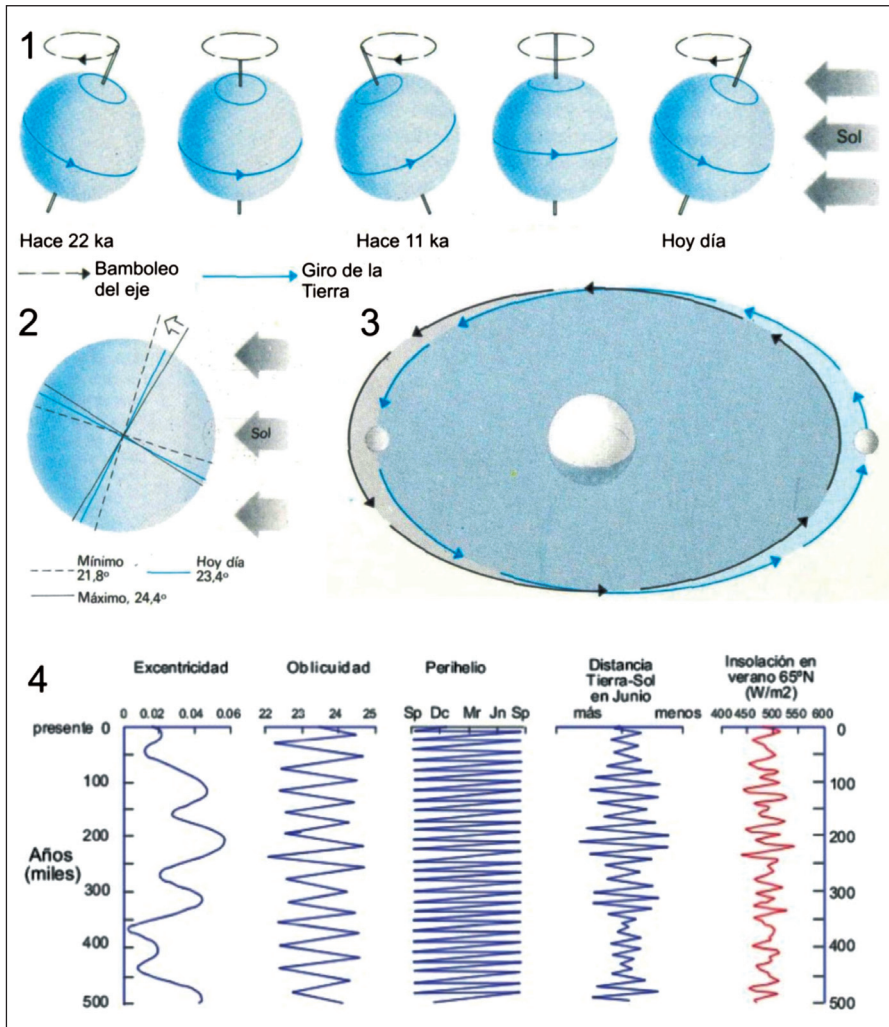 1
Sol
Hace 22 ka
Hace 11 ka
Hoy día
Bamboleo
del eje
Giro de la
Tierra
2
Sol
Mínimo
21,8º
Hoy día
23,4º
Máximo, 24,4º
3
4
Excentricidad
Oblicuidad
Perihelio
Distancia
Tierra-Sol
en Junio
Insolación en
verano 65ºN
(W/m2)
0 0.02 0.04 0.06
22 23 24 25
Sp Dc Mr Jn Sp
más menos
400 450 500 550 600
presente 0
100
200
300
400
500
Años
(miles)
0
100
200
300
400
500